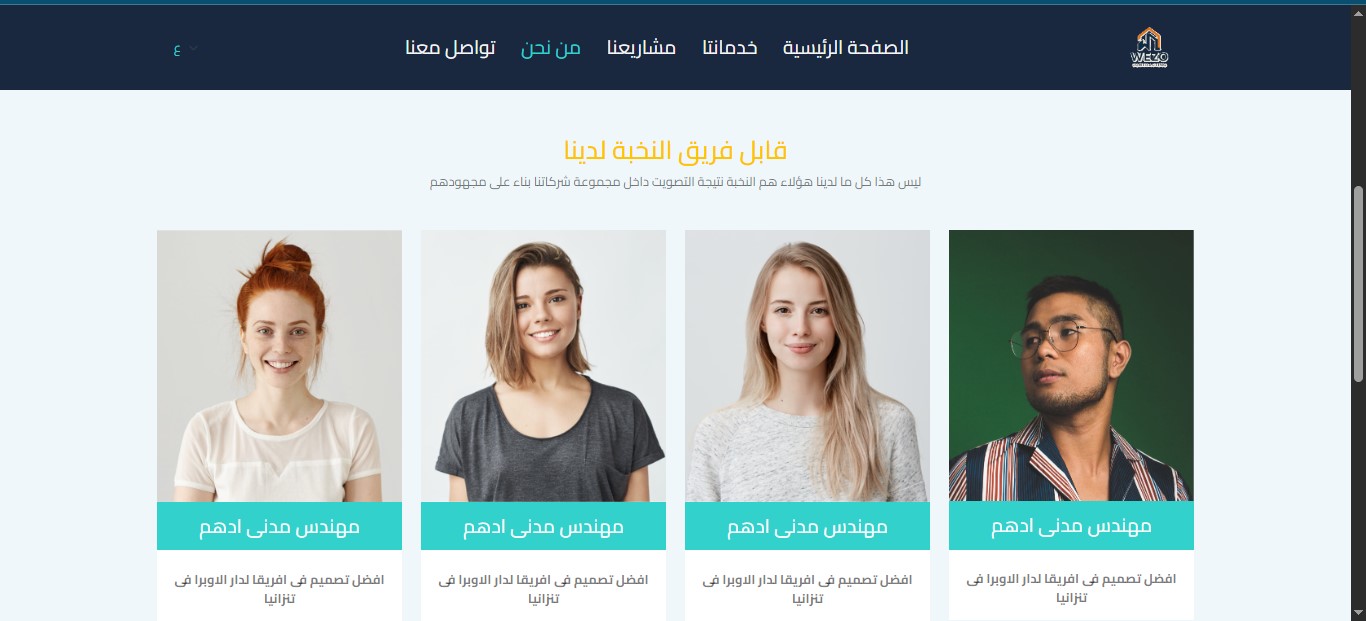 WEZO
الصفحة الرئيسية
خدماتنا
مشاريعنا
من نحن
تواصل معنا
ع
قابل فريق النخبة لدينا
ليس هذا كل ما لدينا هؤلاء هم النخبة نتيجة التصويت داخل مجموعة شركاتنا بناء على مجهودهم
مهندس مدنى ادهم
افضل تصميم فى افريقا لدار الاوبرا فى
تنزانيا
مهندس مدنى ادهم
افضل تصميم فى افريقا لدار الاوبرا فى
تنزانيا
مهندس مدنى ادهم
افضل تصميم فى افريقا لدار الاوبرا فى
تنزانيا
مهندس مدنى ادهم
افضل تصميم فى افريقا لدار الاوبرا فى
تنزانيا